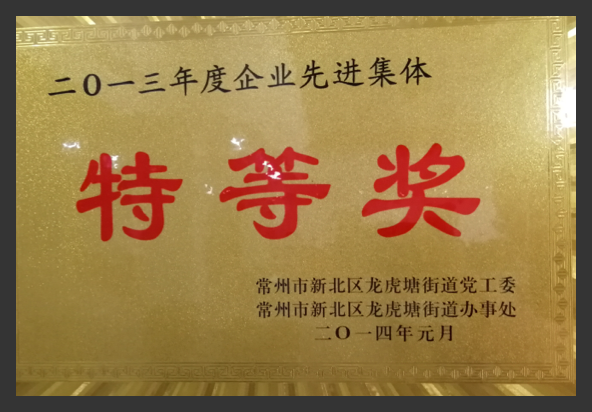 二〇一三年度企业先进集体
特等奖
常州市新北区龙虎塘街道党工委
常州市新北区龙虎塘街道办事处
二〇一四年元月